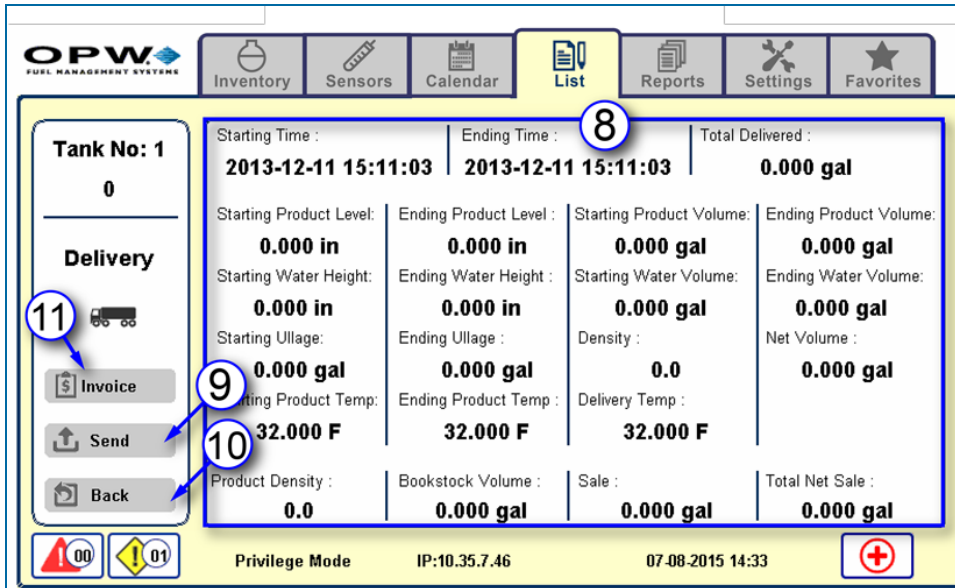 OPW
FUEL MANAGEMENT SYSTEMS
Inventory Sensors Calendar List Reports Settings Favorites
8
Tank No: 1
0
Delivery
11
Invoice
9
Send
10
Back
Starting Time : Ending Time : Total Delivered :
2013-12-11 15:11:03 2013-12-11 15:11:03 0.000 gal
Starting Product Level: Ending Product Level : Starting Product Volume: Ending Product Volume:
0.000 in 0.000 in 0.000 gal 0.000 gal
Starting Water Height: Ending Water Height : Starting Water Volume: Ending Water Volume:
0.000 in 0.000 in 0.000 gal 0.000 gal
Starting Ullage: Ending Ullage : Density : Net Volume :
0.000 gal 0.000 gal 0.0 0.000 gal
Product Temp: Ending Product Temp : Delivery Temp :
32.000 F 32.000 F 32.000 F
Product Density : Bookstock Volume : Sale : Total Net Sale :
0.0 0.000 gal 0.000 gal 0.000 gal
00 01 Privilege Mode IP:10.35.7.46 07-08-2015 14:33